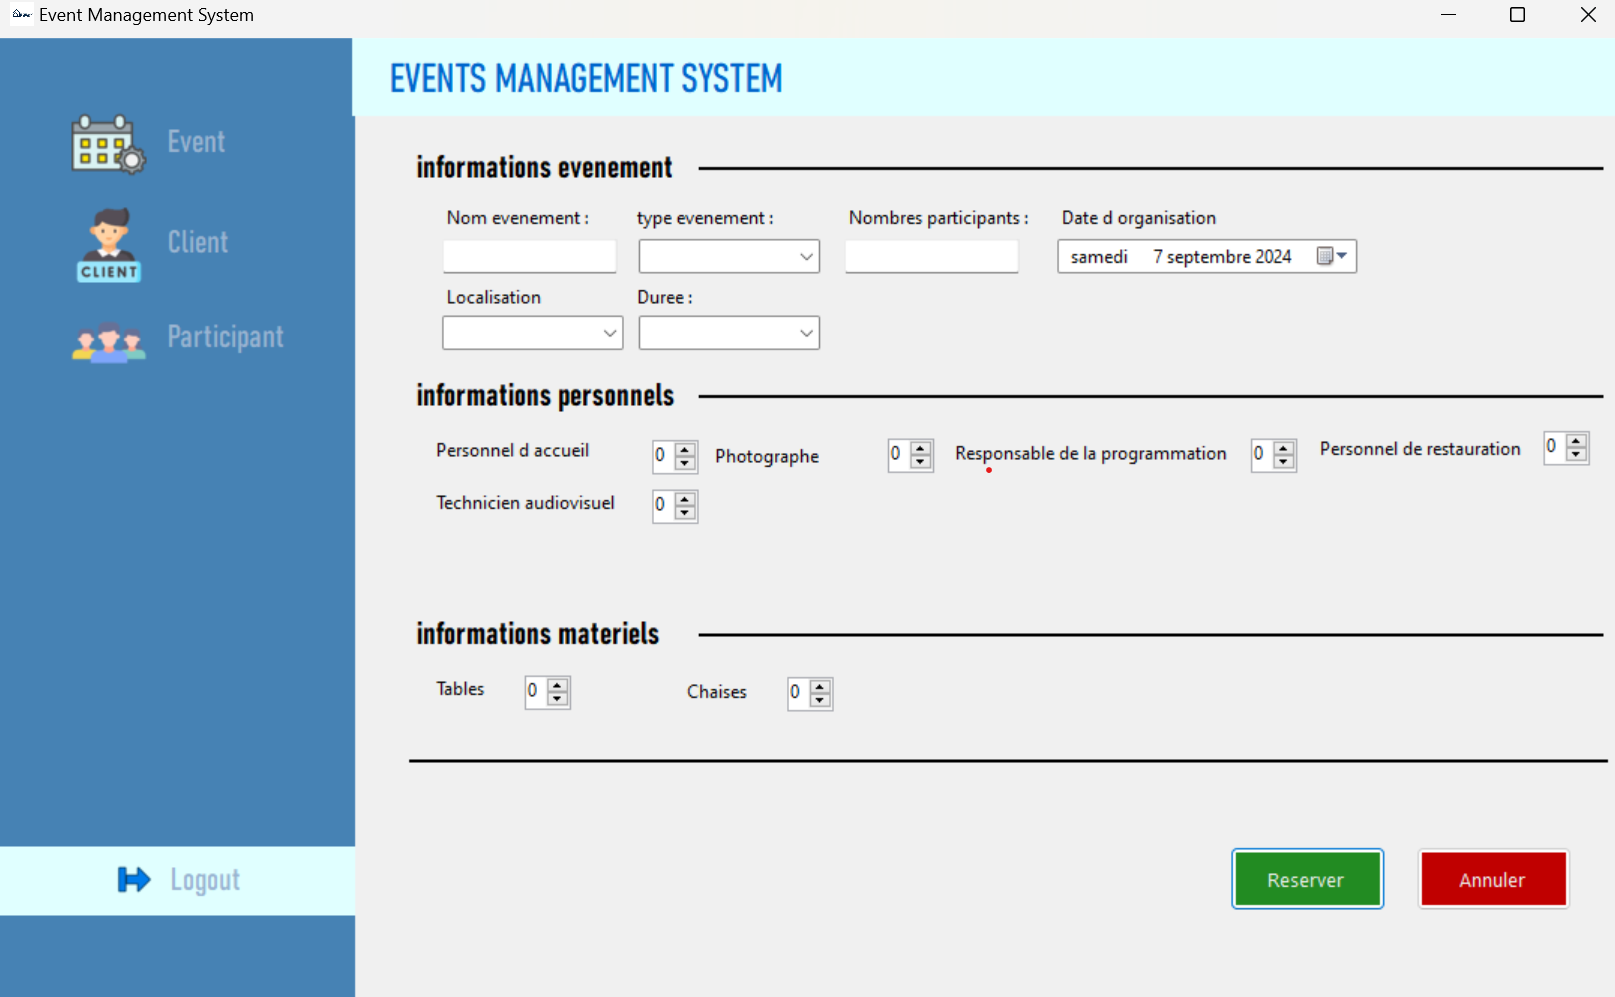 Event Management System
EVENTS MANAGEMENT SYSTEM
Event
Client
CLIENT
Participant
Logout
informations evenement
Nom evenement : type evenement : Nombres participants : Date d organisation
samedi 7 septembre 2024
Localisation Duree :
informations personnels
Personnel d accueil 0 Photographe 0 Responsable de la programmation 0 Personnel de restauration 0
Technicien audiovisuel 0
informations materiels
Tables 0 Chaises 0
Reserver Annuler